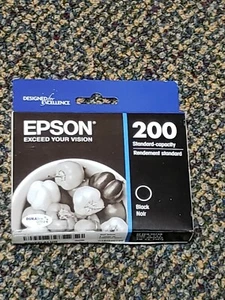 DESIGNED for EXCELLENCE
EPSON
EXCEED YOUR VISION
200
Standard-capacity
Rendement standard
Black
Noir